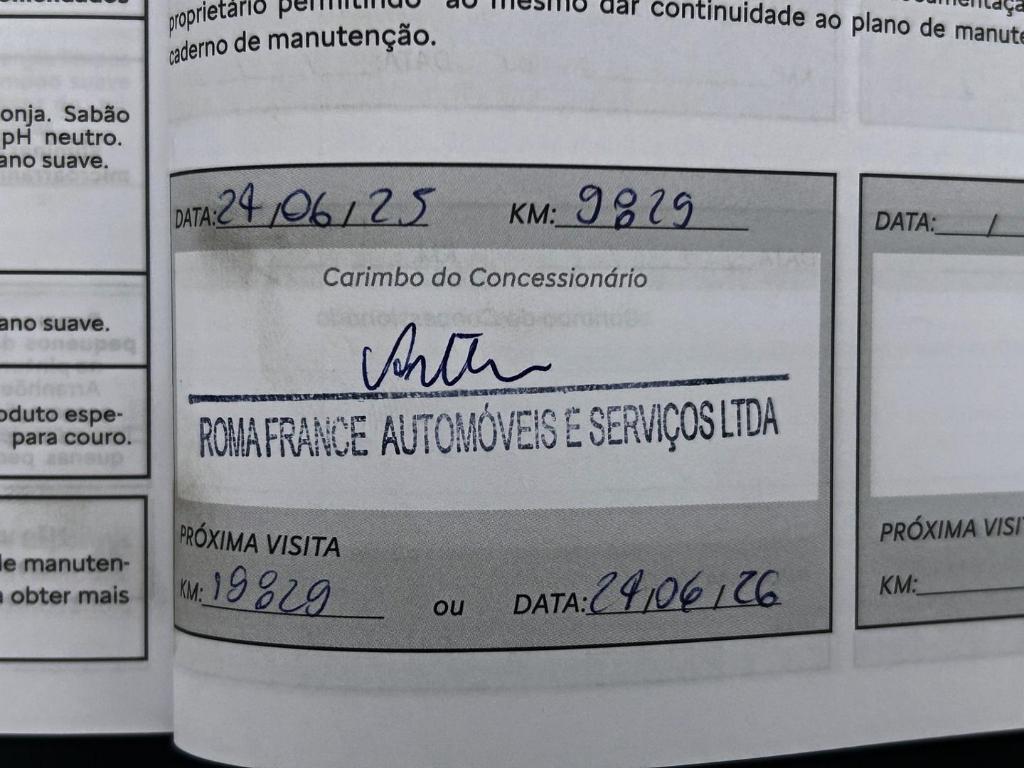 onja. Sabão
pH neutro.
ano suave.
ano suave.
oduto espe-
para couro.
de manuten-
obter mais
proprietário permitindo ao mesmo dar continuidade ao plano de manute
caderno de manutenção.
DATA: 24/06/25 KM: 9829
Carimbo do Concessionário
ROMA FRANCE AUTOMÓVEIS E SERVIÇOS LTDA
PRÓXIMA VISITA
KM: 19829 ou DATA: 24/06/26
DATA: /
PRÓXIMA VISI
KM: